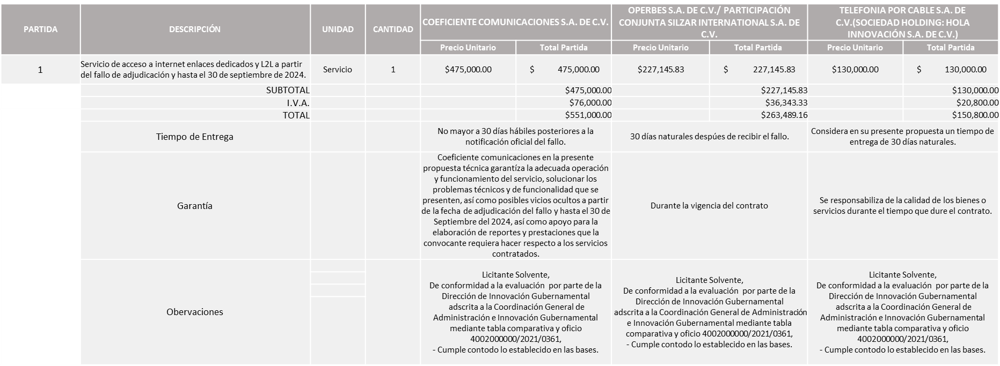 PARTIDA
DESCRIPCIÓN
UNIDAD
CANTIDAD
COEFICIENTE COMUNICACIONES S.A. DE C.V.
OPERBES S.A. DE C.V./ PARTICIPACIÓN
CONJUNTA SILZAR INTERNATIONAL S.A. DE
C.V.
TELEFONIA POR CABLE S.A. DE
C.V.(SOCIEDAD HOLDING: HOLA
INNOVACIÓN S.A. DE C.V.)
Precio Unitario
Total Partida
Precio Unitario
Total Partida
Precio Unitario
Total Partida
1
Servicio de acceso a internet enlaces dedicados y L2L a partir
del fallo de adjudicación y hasta el 30 de septiembre de 2024.
Servicio
1
$475,000.00
$ 475,000.00
$227,145.83
$ 227,145.83
$130,000.00
$ 130,000.00
SUBTOTAL
$475,000.00
$227,145.83
$130,000.00
I.V.A.
$76,000.00
$36,343.33
$20,800.00
TOTAL
$551,000.00
$263,489.16
$150,800.00
Tiempo de Entrega
No mayor a 30 días hábiles posteriores a la
notificación oficial del fallo.
30 días naturales despúes de recibir el fallo.
Considera en su presente propuesta un tiempo de
entrega de 30 días naturales.
Garantía
Coeficiente comunicaciones en la presente
propuesta técnica garantíza la adecuada operación
y funcionamiento del servicio, solucionar los
problemas técnicos y de funcionalidad que se
presenten, así como posibles vicios ocultos a partir
de la fecha de adjudicación del fallo y hasta el 30 de
Septiembre del 2024, así como apoyo para la
elaboración de reportes y prestaciones que la
convocante requiera hacer respecto a los servicios
contratados.
Durante la vigencia del contrato
Se responsabiliza de la calidad de los bienes o
servicios durante el tiempo que dure el contrato.
Obervaciones
Licitante Solvente,
De conformidad a la evaluación  por parte de la
Dirección de Innovación Gubernamental
adscrita a la Coordinación General de
Administración e Innovación Gubernamental
mediante tabla comparativa y oficio
4002000000/2021/0361,
- Cumple contodo lo establecido en las bases.
Licitante Solvente,
De conformidad a la evaluación  por parte de la
Dirección de Innovación Gubernamental
adscrita a la Coordinación General de Administración
e Innovación Gubernamental mediante tabla
comparativa y oficio 4002000000/2021/0361,
- Cumple contodo lo establecido en las bases.
Licitante Solvente,
De conformidad a la evaluación  por parte de la
Dirección de Innovación Gubernamental
adscrita a la Coordinación General de
Administración e Innovación Gubernamental
mediante tabla comparativa y oficio
4002000000/2021/0361,
- Cumple contodo lo establecido en las bases.